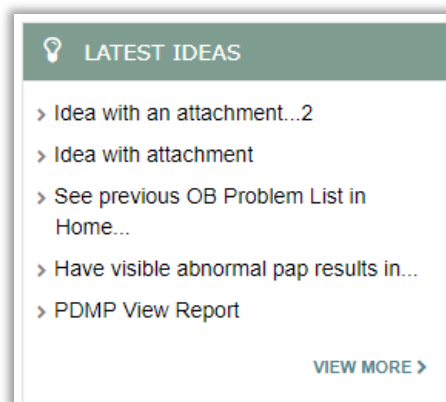 LATEST IDEAS
Idea with an attachment...2
Idea with attachment
See previous OB Problem List in
Home...
Have visible abnormal pap results in...
PDMP View Report
VIEW MORE